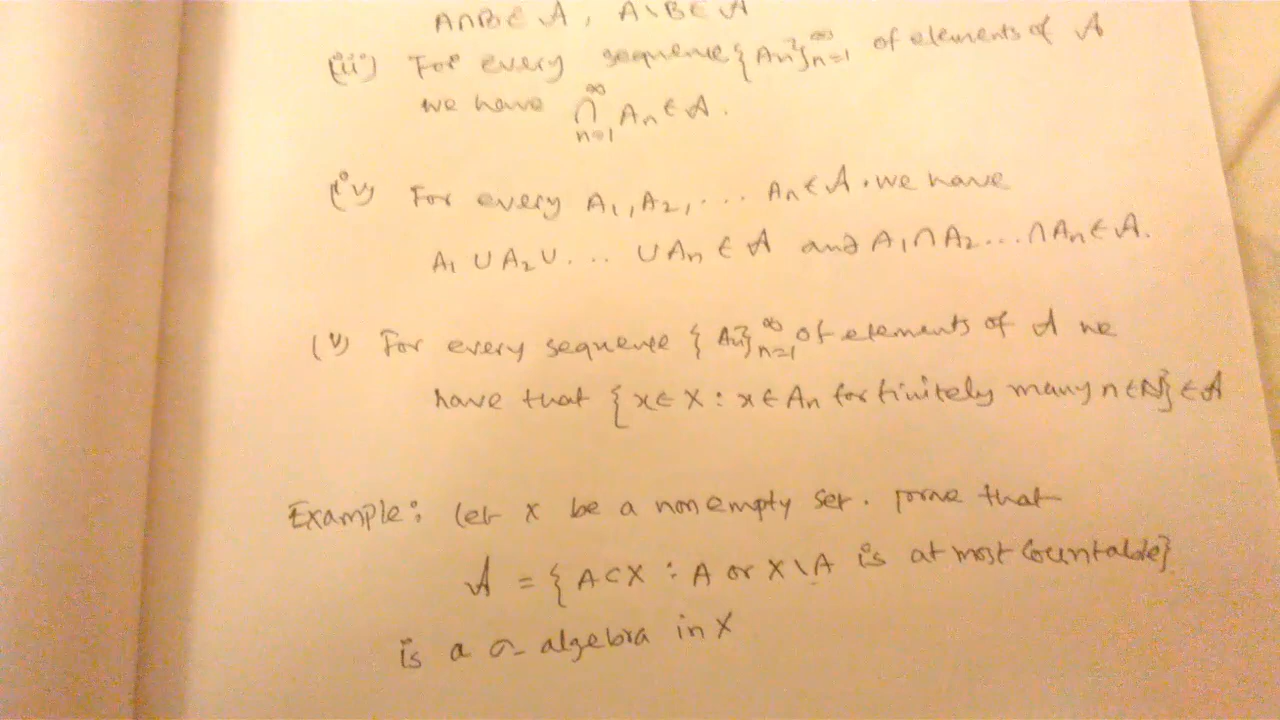 A∩B∈𝒜, A\B∈𝒜
(iii) For every sequence {An}∞n=1 of elements of 𝒜
we have ∞∩n=1 An ∈ 𝒜.
(iv) For every A1, A2, ... An ∈ 𝒜. we have
A1 ∪ A2 ∪ ... ∪ An ∈ 𝒜 and A1 ∩ A2 ... ∩ An ∈ 𝒜.
(v) For every sequence {An}∞n=1 of elements of 𝒜 we
have that {x∈X : x∈An for finitely many n∈ℕ} ∈ 𝒜
Example: Let X be a non empty set. prove that
𝒜 = {A⊂X : A or X\A is at most Countable}
is a σ- algebra in X